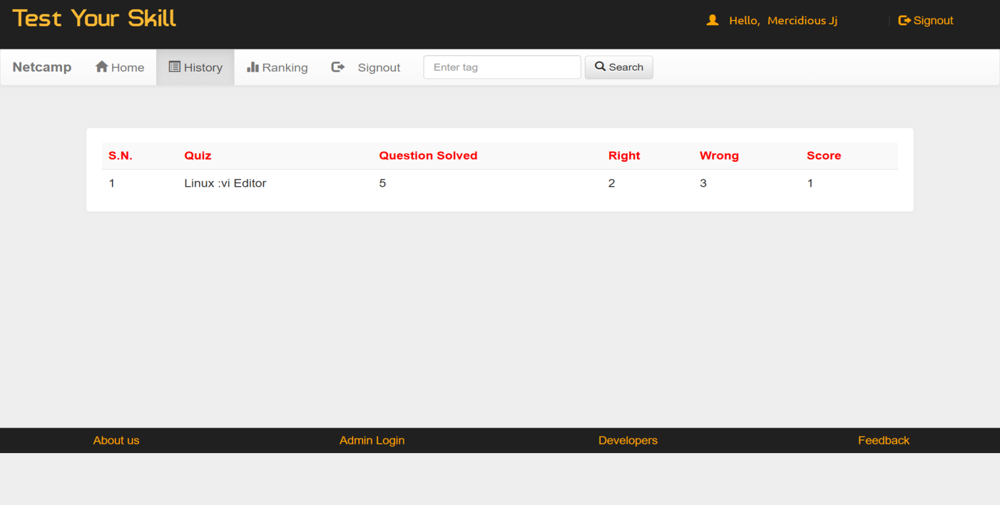 Test Your Skill
Hello, Mercidious Jj | Signout
Netcamp Home History Ranking Signout Enter tag Search
S.N. Quiz Question Solved Right Wrong Score
1 Linux :vi Editor 5 2 3 1
About us Admin Login Developers Feedback